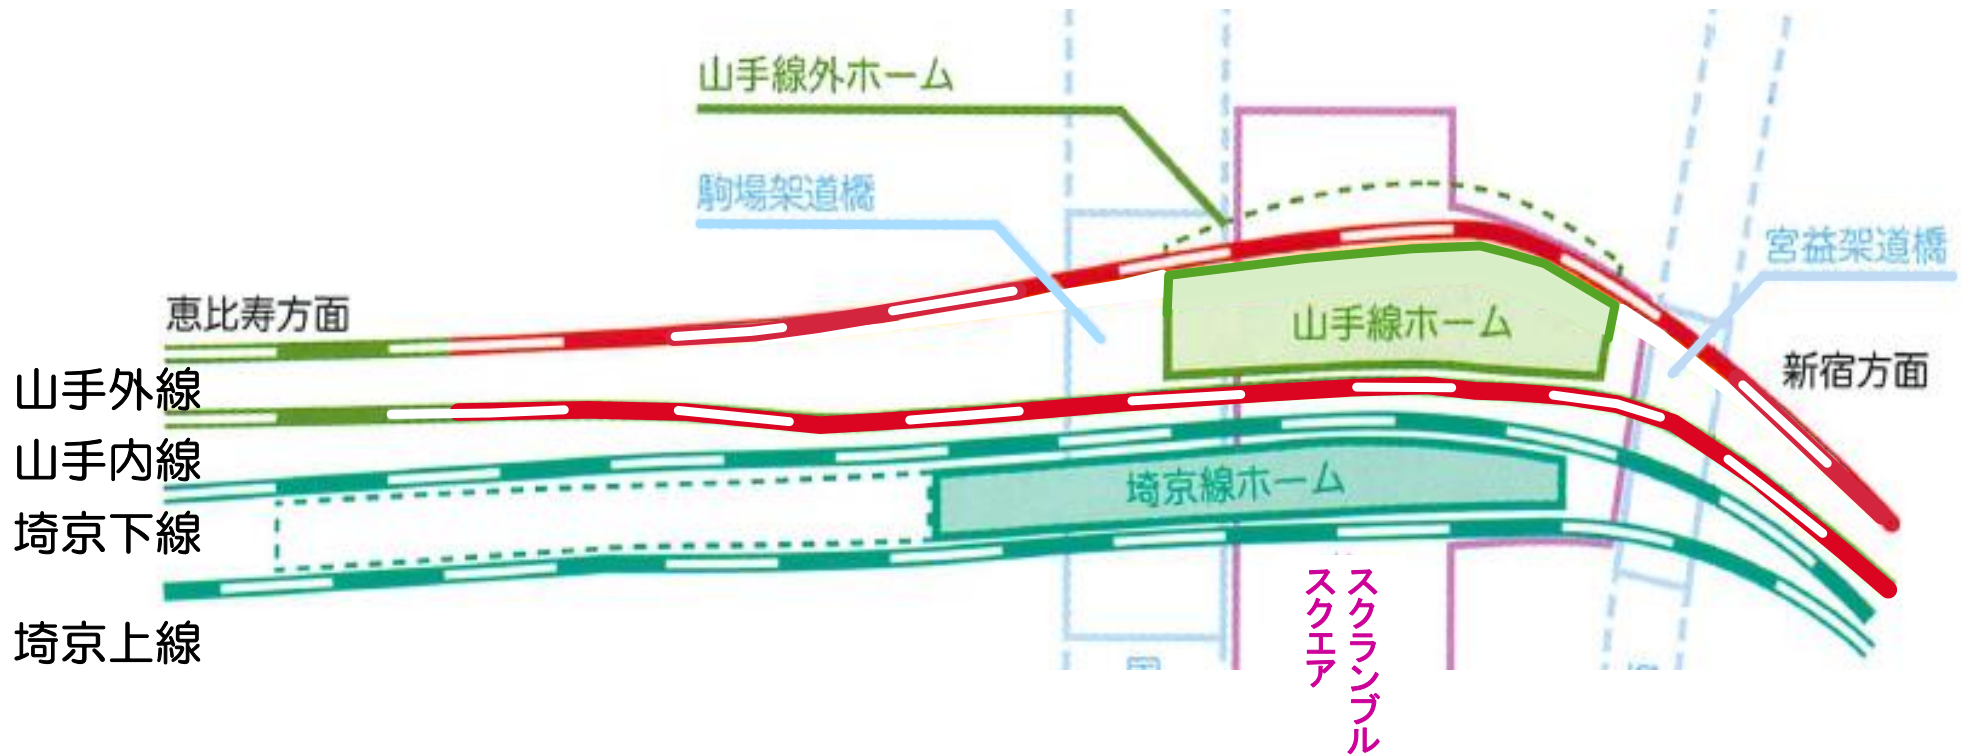 山手線外ホーム
駒場架道橋
宮益架道橋
恵比寿方面
山手線ホーム
新宿方面
山手外線
山手内線
埼京線ホーム
埼京下線
埼京上線
スクランブル
スクエア